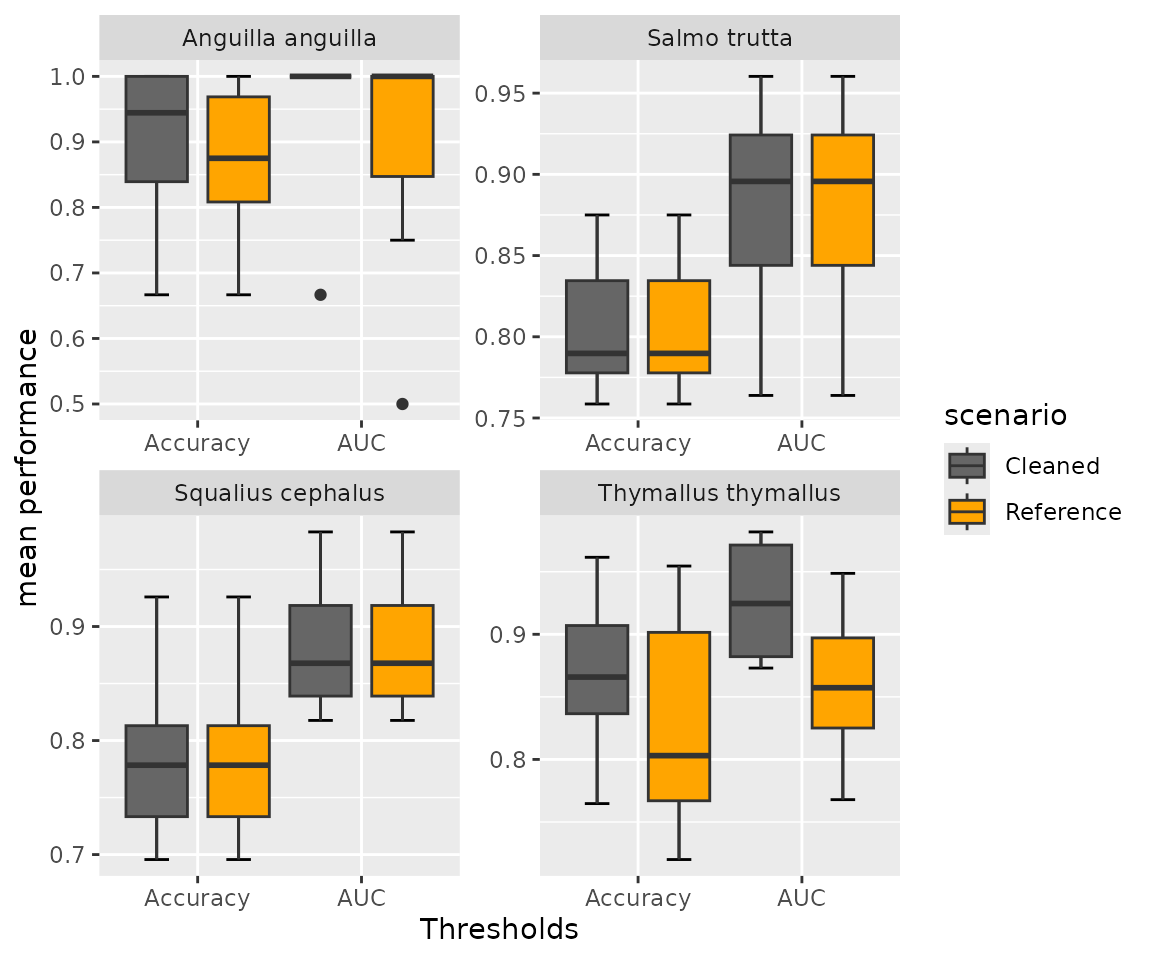 Anguilla anguilla
Salmo trutta
1.0
0.9
0.8
0.7
0.6
0.5
0.95
0.90
0.85
0.80
0.75
Accuracy
AUC
Accuracy
AUC
mean performance
Squalius cephalus
Thymallus thymallus
0.9
0.8
0.7
0.9
0.8
Accuracy
AUC
Accuracy
AUC
Thresholds
scenario
Cleaned
Reference